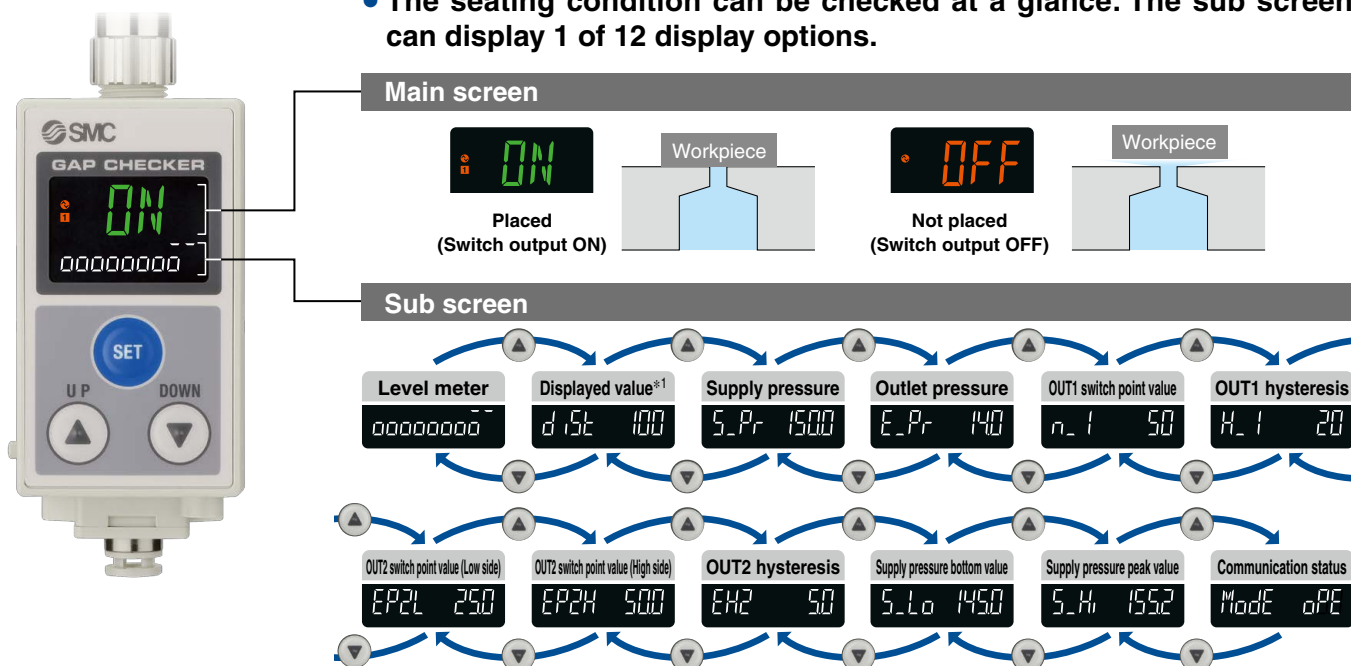 • The seating condition can be checked at a glance. The sub screen
can display 1 of 12 display options.
SMC
GAP CHECKER
ON
1
oooooooo
SET
UP DOWN
Main screen
1
ON
Placed
(Switch output ON)
Workpiece
OFF
Not placed
(Switch output OFF)
Workpiece
Sub screen
Level meter
oooooooo
Displayed value*1
diSt 100
Supply pressure
S_Pr 150.0
Outlet pressure
E_Pr 14.0
OUT1 switch point value
n_1 50
OUT1 hysteresis
H_1 20
OUT2 switch point value (Low side)
EP2L 25.0
OUT2 switch point value (High side)
EP2H 50.0
OUT2 hysteresis
EH2 5.0
Supply pressure bottom value
S_Lo 145.0
Supply pressure peak value
S_Hi 155.2
Communication status
ModE oPE